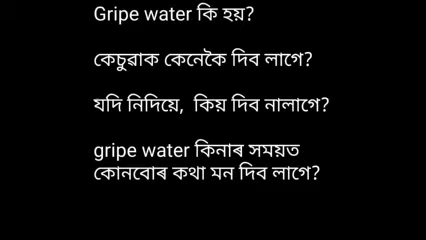 Gripe water কি হয়?
কেচুৱাক কেনেকৈ দিব লাগে?
যদি নিদিয়ে, কিয় দিব নালাগে?
gripe water কিনাৰ সময়ত
কোনবোৰ কথা মন দিব লাগে?